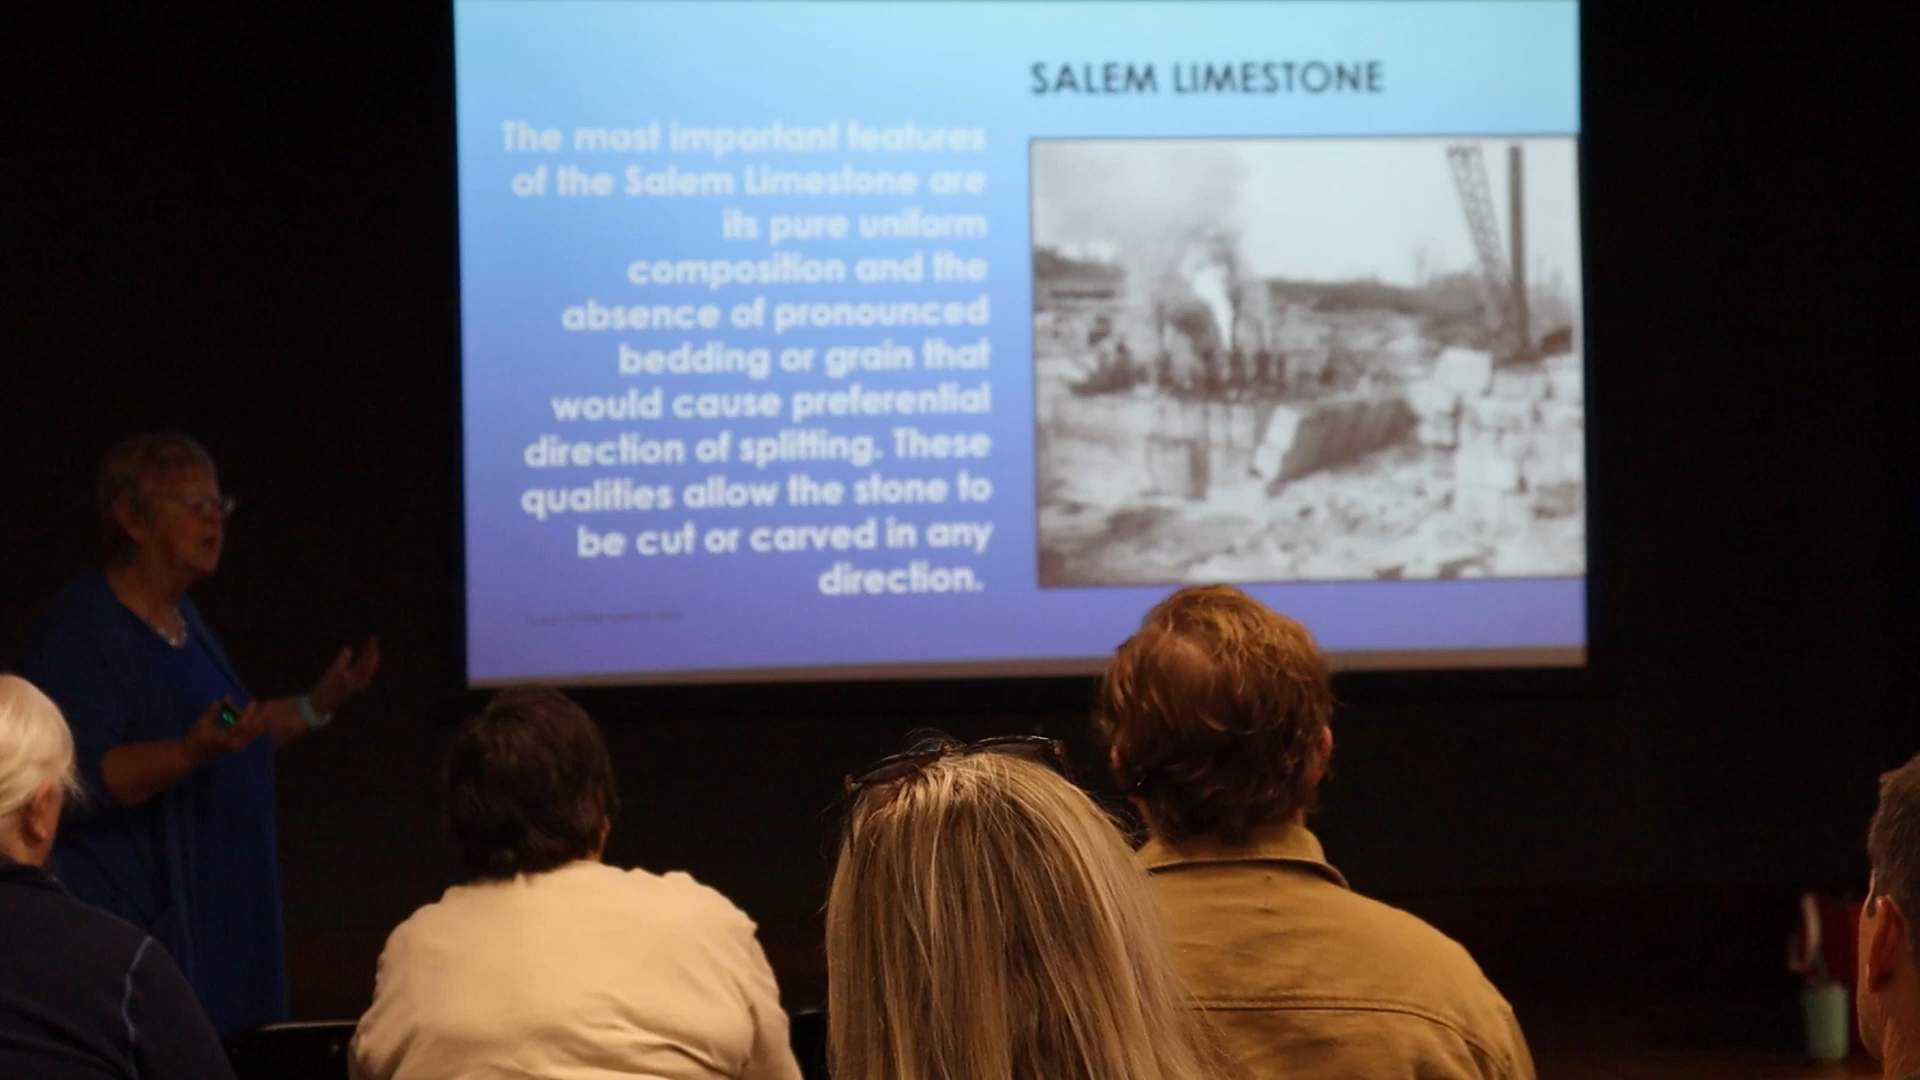 SALEM LIMESTONE
The most important features
of the Salem Limestone are
its pure uniform
composition and the
absence of pronounced
bedding or grain that
would cause preferential
direction of splitting. These
qualities allow the stone to
be cut or carved in any
direction.